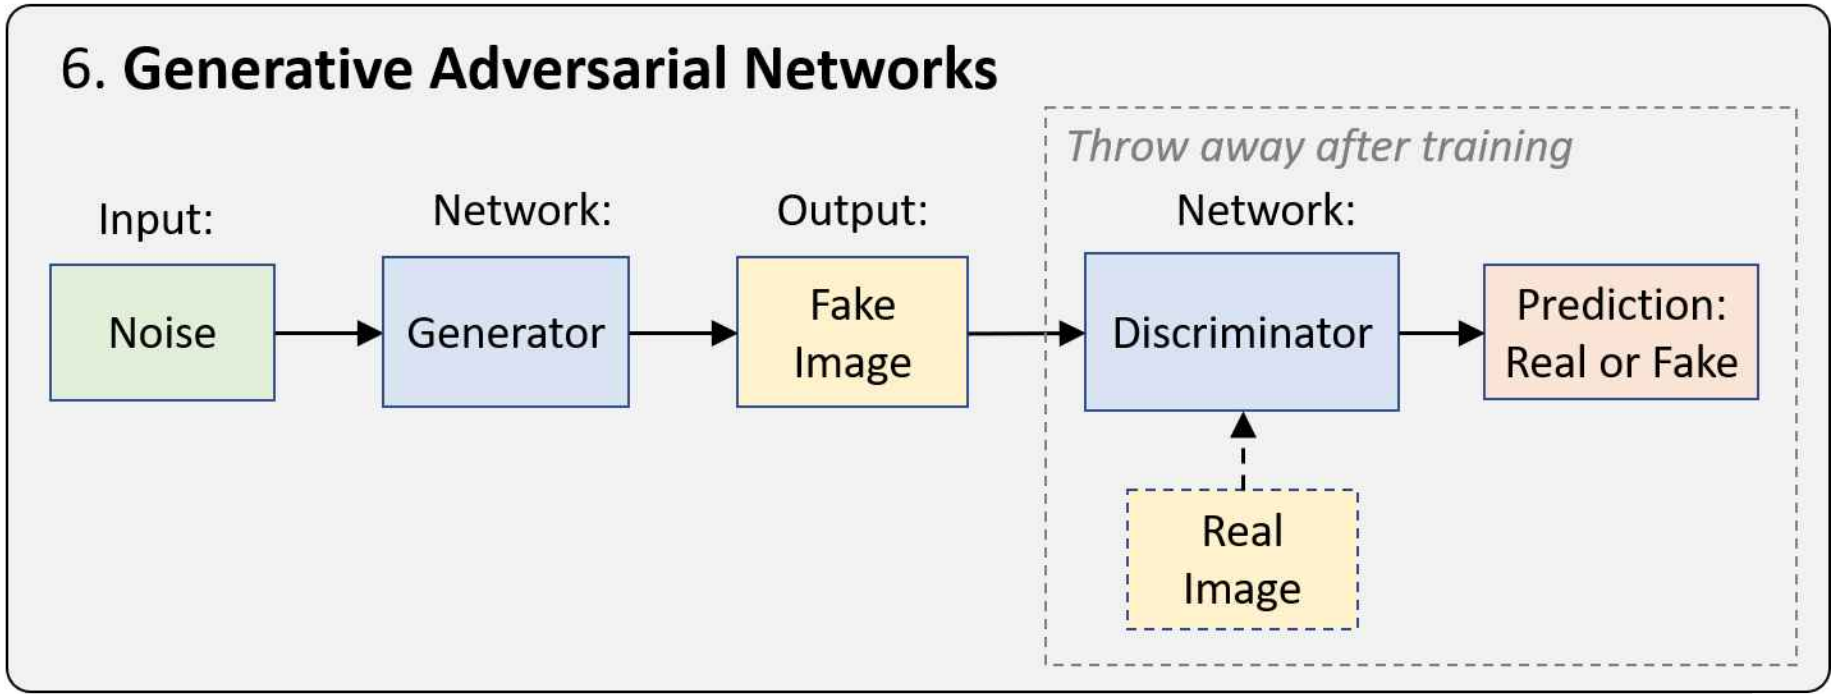 6. Generative Adversarial Networks
Throw away after training
Input:
Network:
Output:
Network:
Noise
Generator
Fake
Image
Discriminator
Prediction:
Real or Fake
Real
Image